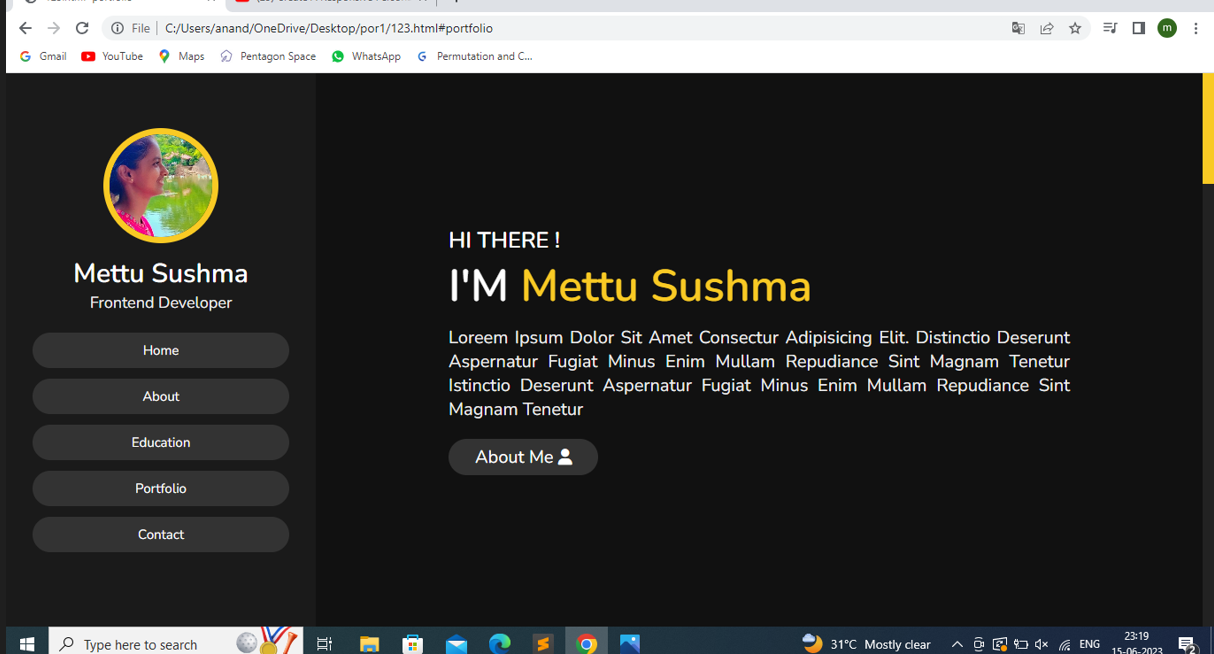 File C:/Users/anand/OneDrive/Desktop/por1/123.html#portfolio
m
Gmail YouTube Maps Pentagon Space WhatsApp Permutation and C...
Mettu Sushma
Frontend Developer
Home
About
Education
Portfolio
Contact
HI THERE !
I'M Mettu Sushma
Loreem Ipsum Dolor Sit Amet Consectur Adipisicing Elit. Distinctio Deserunt
Aspernatur Fugiat Minus Enim Mullam Repudiance Sint Magnam Tenetur
Istinctio Deserunt Aspernatur Fugiat Minus Enim Mullam Repudiance Sint
Magnam Tenetur
About Me
Type here to search
31°C Mostly clear
ENG
23:19
15-06-2023
2